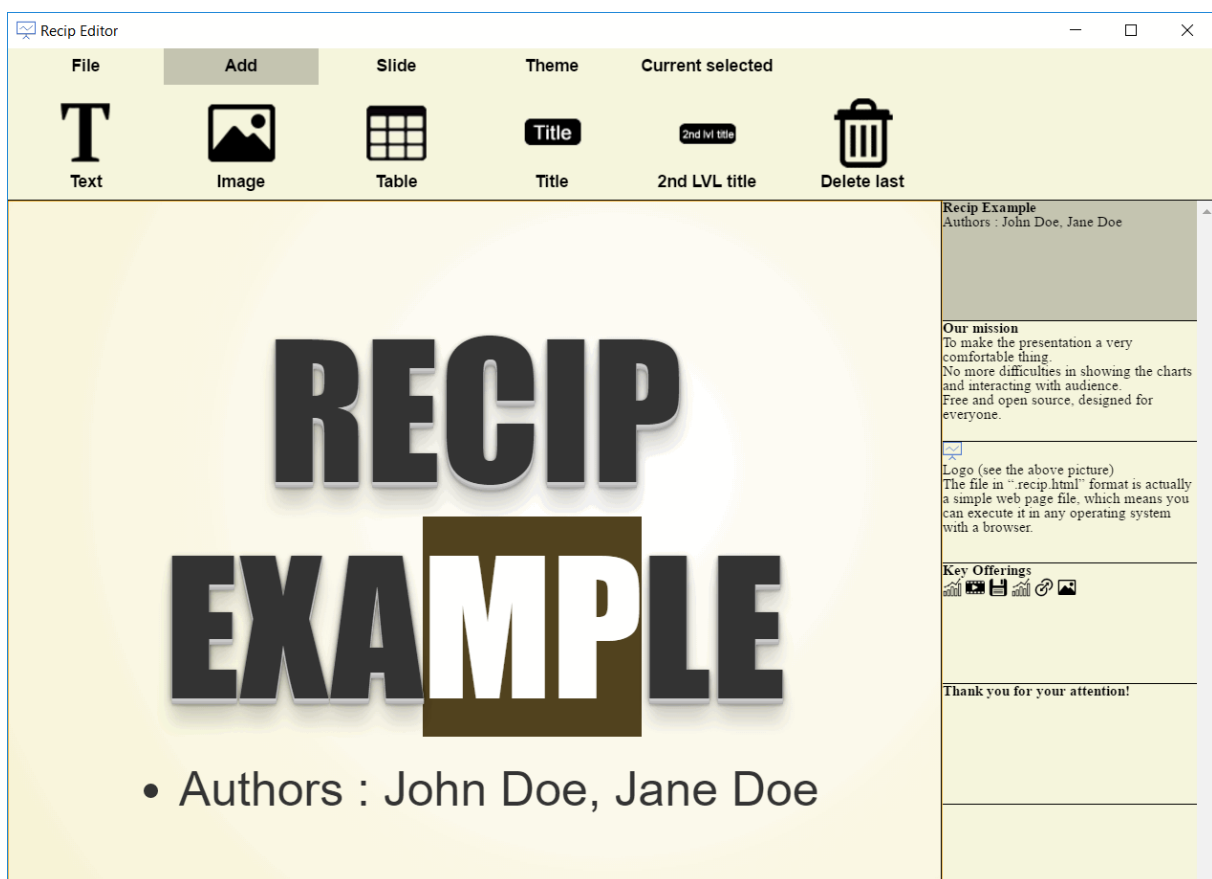 Recip Editor
File Add Slide Theme Current selected
T Title 2nd lvl title
Text Image Table Title 2nd LVL title Delete last
RECIP
EXAMPLE
• Authors : John Doe, Jane Doe
Recip Example
Authors : John Doe, Jane Doe
Our mission
To make the presentation a very
comfortable thing.
No more difficulties in showing the charts
and interacting with audience.
Free and open source, designed for
everyone.
Logo (see the above picture)
The file in “.recip.html” format is actually
a simple web page file, which means you
can execute it in any operating system
with a browser.
Key Offerings
Thank you for your attention!